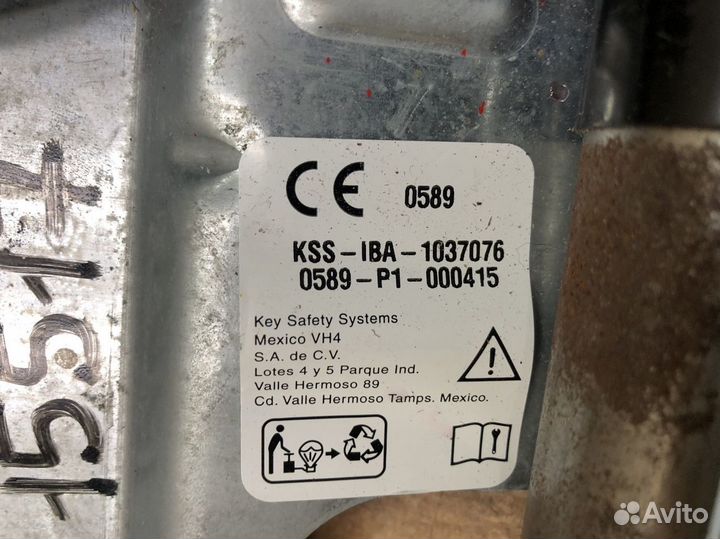 CE 0589
KSS-IBA-1037076
0589-P1-000415
Key Safety Systems
Mexico VH4
S.A. de C.V.
Lotes 4 y 5 Parque Ind.
Valle Hermoso 89
Cd. Valle Hermoso Tamps. Mexico.
Avito